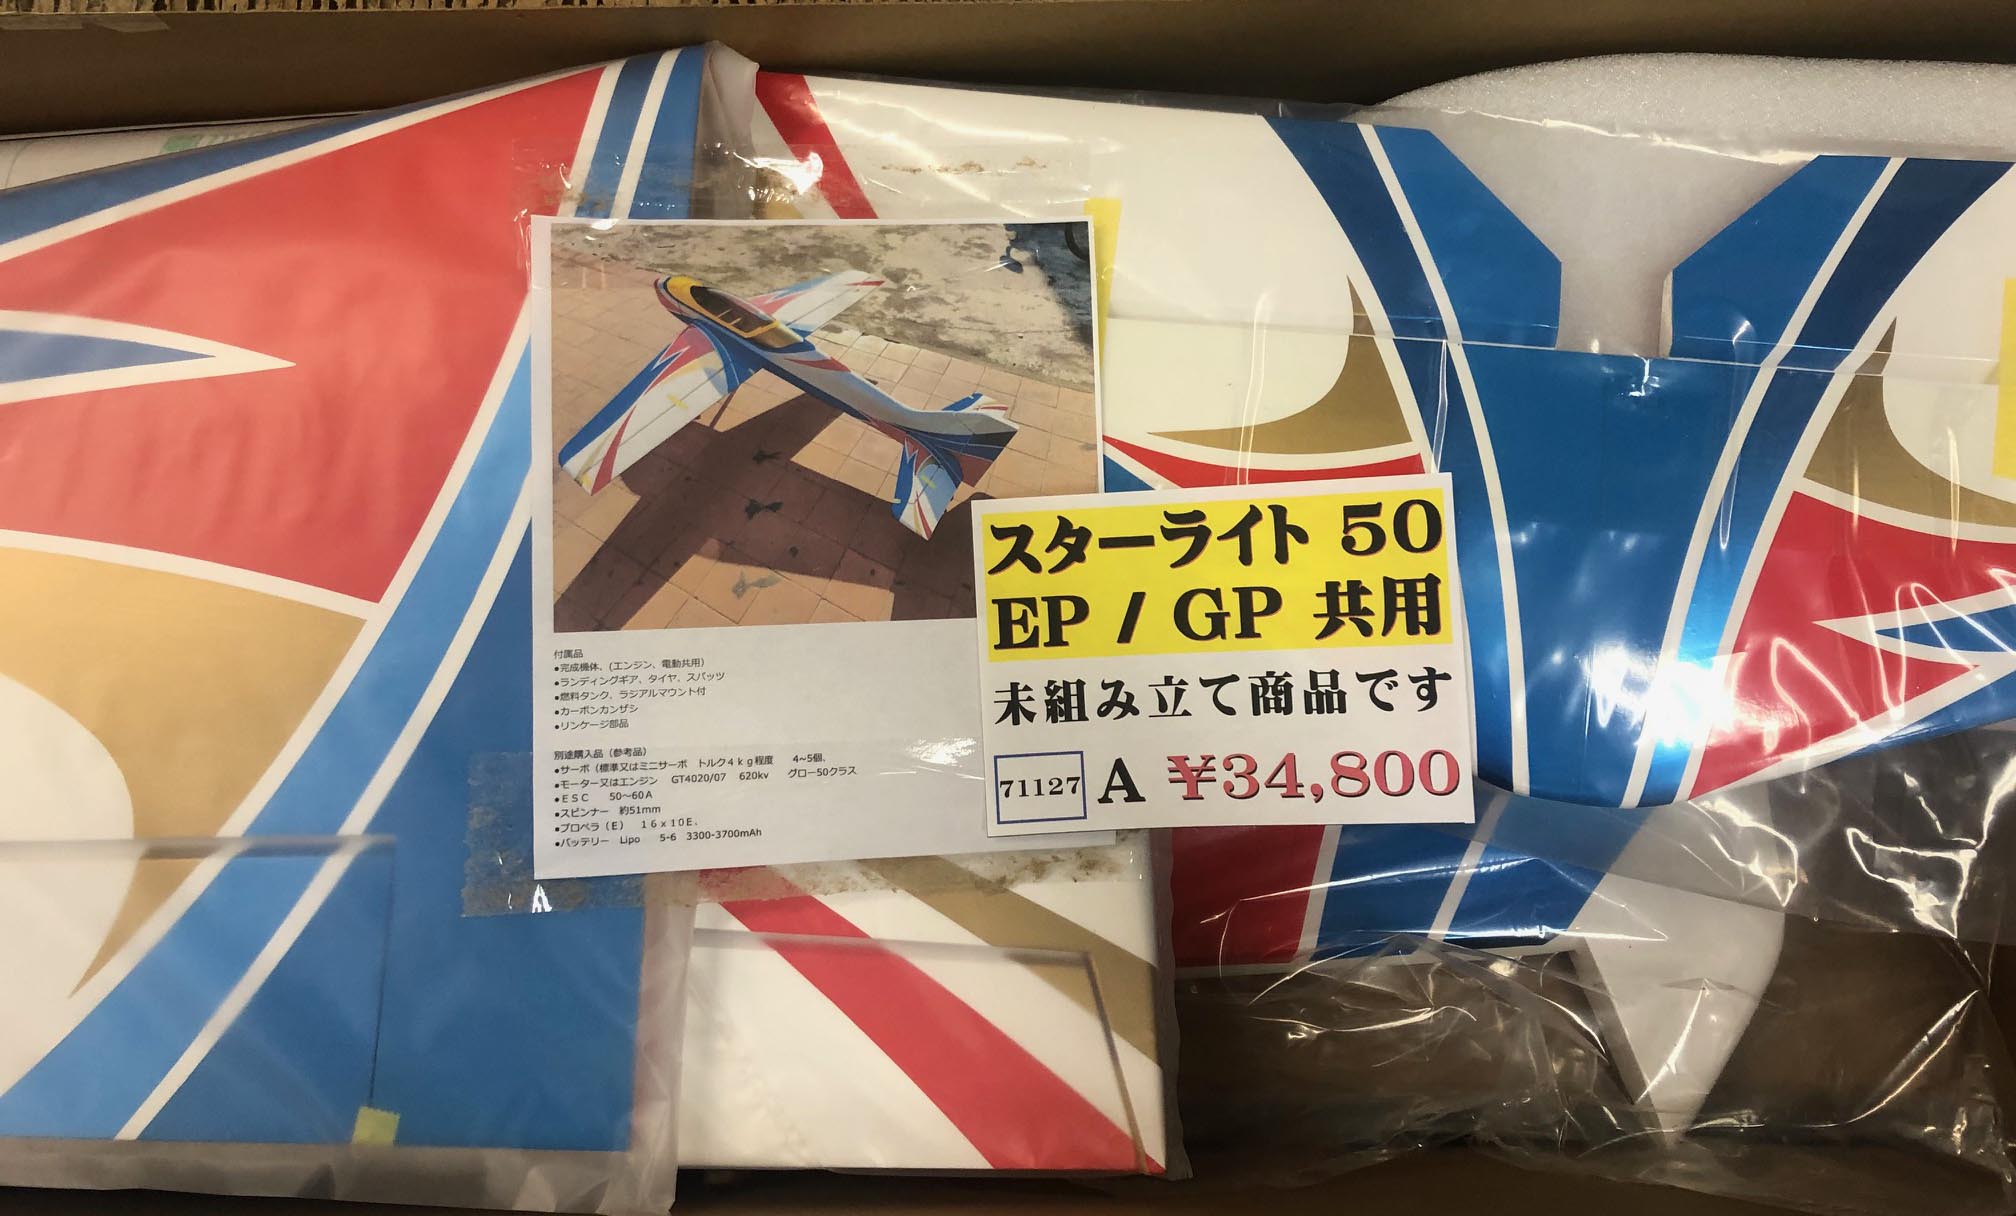 スターライト 50
EP / GP 共用
未組み立て商品です
71127 A ¥34,800
付属品
●完成機体、(エンジン、電動共用)
●ランディングギア、タイヤ、スパッツ
●燃料タンク、ラジアルマウント付
●カーボンカンザシ
●リンケージ部品
別途購入品（参考品）
●サーボ（標準又はミニサーボ　トルク４ｋｇ程度　4~5個、
●モーター又はエンジン　GT4020/07　620kv　グロー50クラス
●ＥＳＣ　50～60Ａ
●スピンナー　約51mm
●プロペラ（Ｅ）　１６ｘ１０Ｅ、
●バッテリー　Lipo　5-6　3300-3700mAh